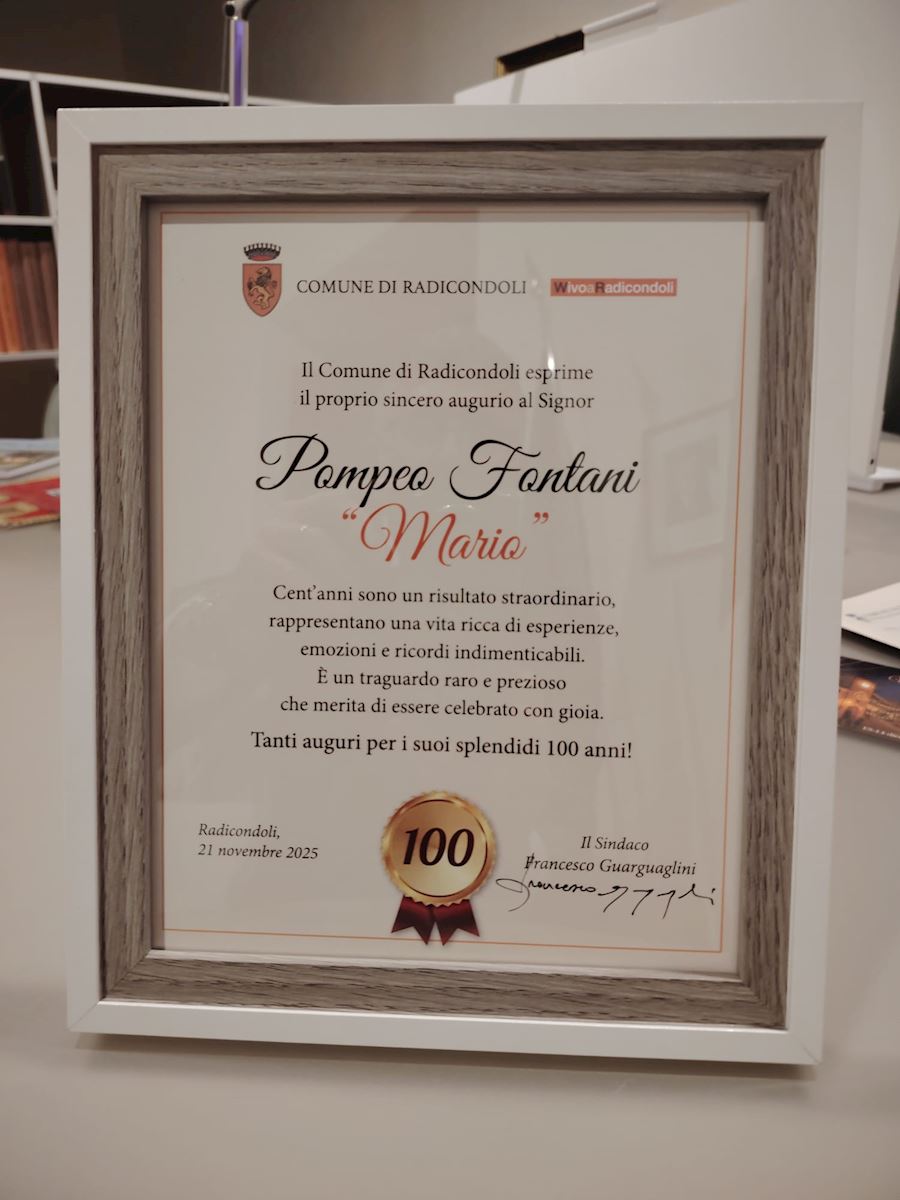 COMUNE DI RADICONDOLI
WivoaRadicondoli
Il Comune di Radicondoli esprime
il proprio sincero augurio al Signor
Pompeo Fontani
“Mario”
Cent'anni sono un risultato straordinario,
rappresentano una vita ricca di esperienze,
emozioni e ricordi indimenticabili.
È un traguardo raro e prezioso
che merita di essere celebrato con gioia.
Tanti auguri per i suoi splendidi 100 anni!
Radicondoli,
21 novembre 2025
100
Il Sindaco
Francesco Guarguaglini